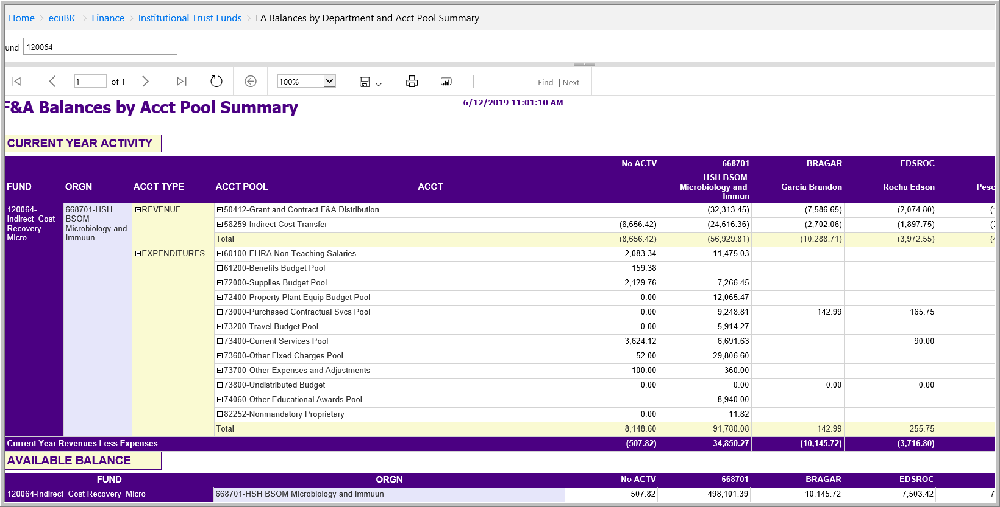 Home > ecuBIC > Finance > Institutional Trust Funds > FA Balances by Department and Acct Pool Summary
und 120064
1 of 1 100% Find | Next
F&A Balances by Acct Pool Summary 6/12/2019 11:01:10 AM
CURRENT YEAR ACTIVITY
No ACTV 668701 BRAGAR EDSROC
FUND ORGN ACCT TYPE ACCT POOL ACCT HSH BSOM Microbiology and Immun Garcia Brandon Rocha Edson Pesc
120064-Indirect Cost Recovery Micro 668701-HSH BSOM Microbiology and Immuun
REVENUE 50412-Grant and Contract F&A Distribution (32,313.45) (7,586.65) (2,074.80) (1
58259-Indirect Cost Transfer (8,656.42) (24,616.36) (2,702.06) (1,897.75) (3
Total (8,656.42) (56,929.81) (10,288.71) (3,972.55) (4
EXPENDITURES 60100-EHRA Non Teaching Salaries 2,083.34 11,475.03
61200-Benefits Budget Pool 159.38
72000-Supplies Budget Pool 2,129.76 7,266.45
72400-Property Plant Equip Budget Pool 0.00 12,065.47
73000-Purchased Contractual Svcs Pool 0.00 9,248.81 142.99 165.75
73200-Travel Budget Pool 0.00 5,914.27
73400-Current Services Pool 3,624.12 6,691.63 90.00
73600-Other Fixed Charges Pool 52.00 29,806.60
73700-Other Expenses and Adjustments 100.00 360.00
73800-Undistributed Budget 0.00 0.00 0.00 0.00
74060-Other Educational Awards Pool 8,940.00
82252-Nonmandatory Proprietary 0.00 11.82
Total 8,148.60 91,780.08 142.99 255.75
Current Year Revenues Less Expenses (507.82) 34,850.27 (10,145.72) (3,716.80)
AVAILABLE BALANCE
FUND ORGN No ACTV 668701 BRAGAR EDSROC
120064-Indirect Cost Recovery Micro 668701-HSH BSOM Microbiology and Immuun 507.82 498,101.39 10,145.72 7,503.42 7